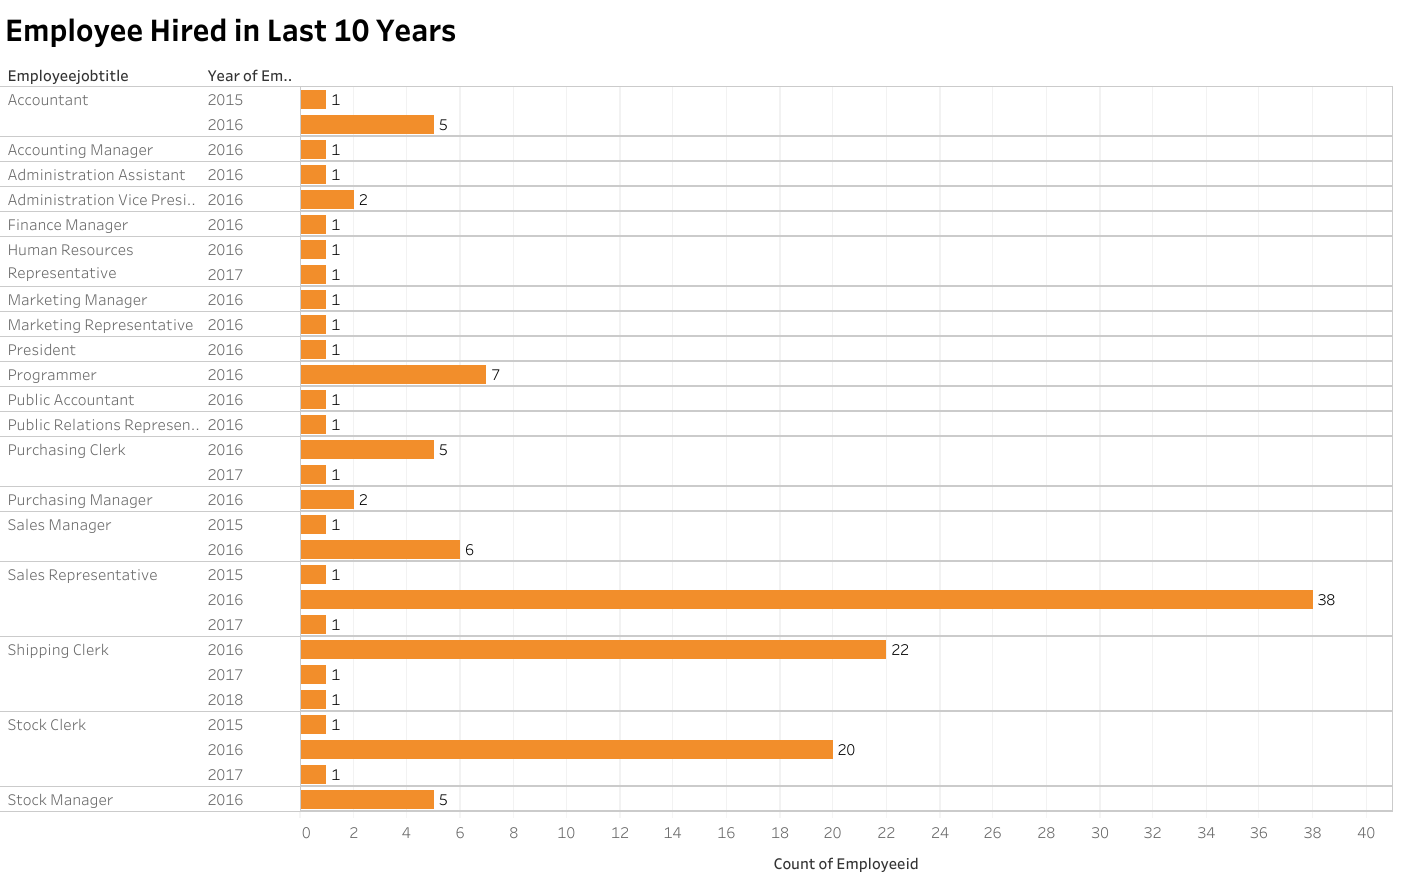 Employee Hired in Last 10 Years
Employeejobtitle Year of Em..
Accountant 2015 1
2016 5
Accounting Manager 2016 1
Administration Assistant 2016 1
Administration Vice Presi.. 2016 2
Finance Manager 2016 1
Human Resources 2016 1
Representative 2017 1
Marketing Manager 2016 1
Marketing Representative 2016 1
President 2016 1
Programmer 2016 7
Public Accountant 2016 1
Public Relations Represen.. 2016 1
Purchasing Clerk 2016 5
2017 1
Purchasing Manager 2016 2
Sales Manager 2015 1
2016 6
Sales Representative 2015 1
2016 38
2017 1
Shipping Clerk 2016 22
2017 1
2018 1
Stock Clerk 2015 1
2016 20
2017 1
Stock Manager 2016 5
0 2 4 6 8 10 12 14 16 18 20 22 24 26 28 30 32 34 36 38 40
Count of Employeeid